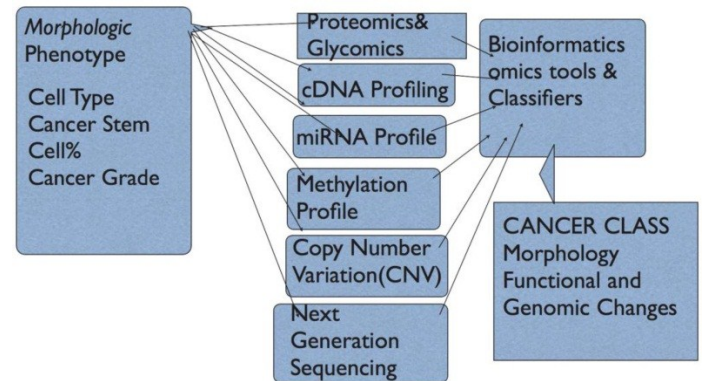 Morphologic
Phenotype
Cell Type
Cancer Stem
Cell%
Cancer Grade
Proteomics&
Glycomics
cDNA Profiling
miRNA Profile
Methylation
Profile
Copy Number
Variation(CNV)
Next
Generation
Sequencing
Bioinformatics
omics tools &
Classifiers
CANCER CLASS
Morphology
Functional and
Genomic Changes